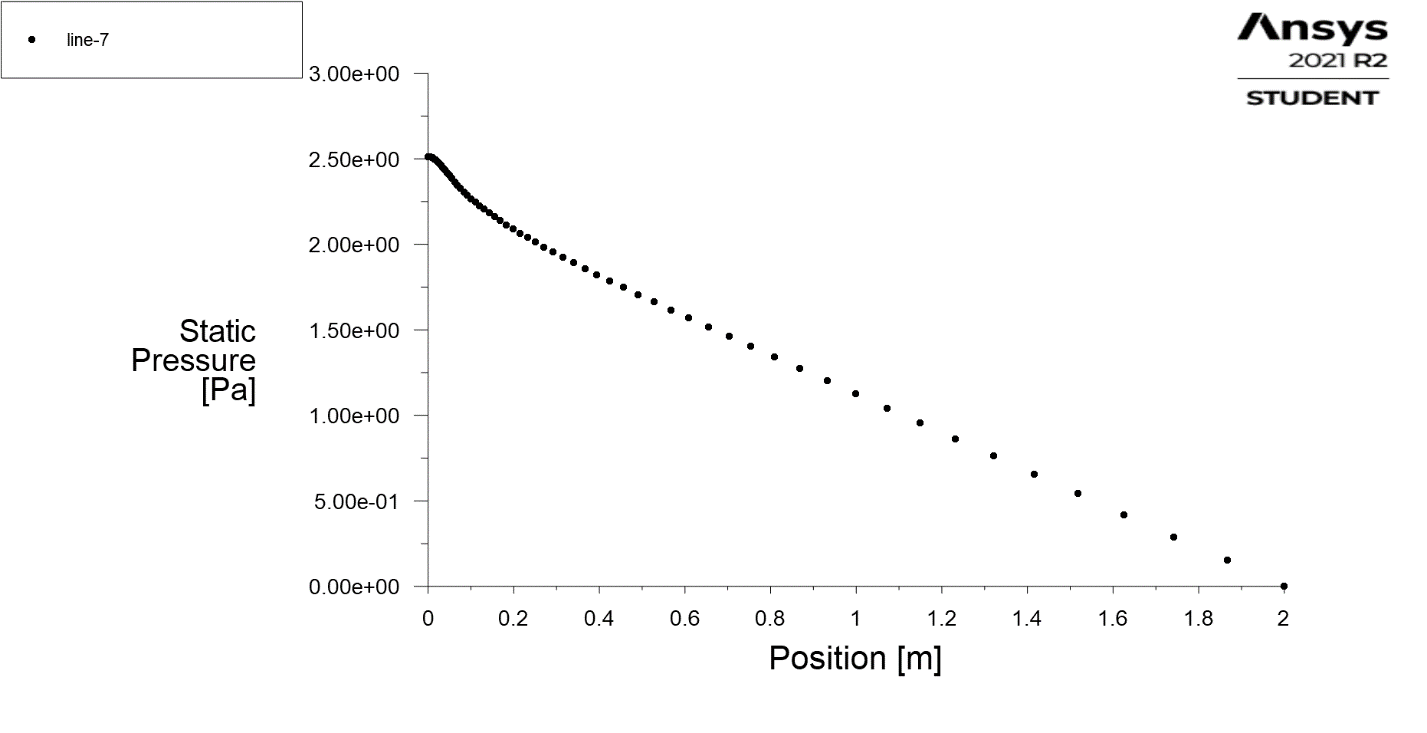 line-7
Ansys
2021 R2
STUDENT
3.00e+00
2.50e+00
2.00e+00
1.50e+00
1.00e+00
5.00e-01
0.00e+00
Static
Pressure
[Pa]
0 0.2 0.4 0.6 0.8 1 1.2 1.4 1.6 1.8 2
Position [m]